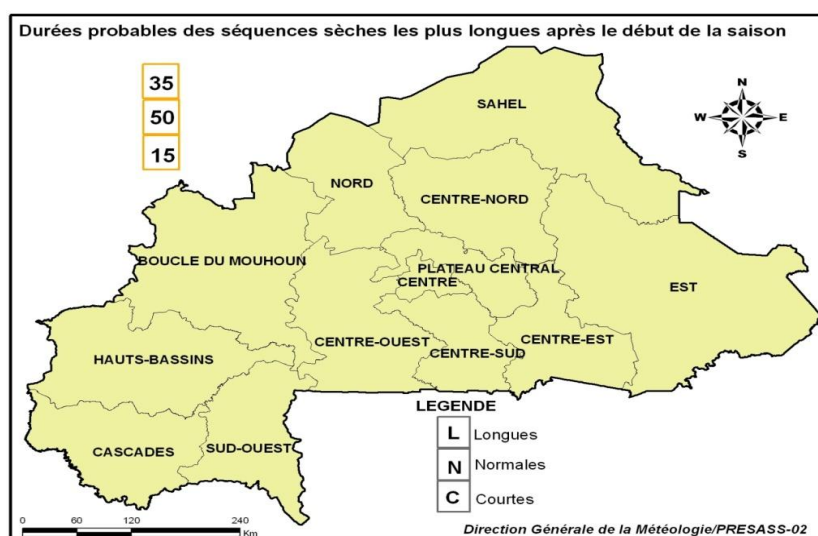 Durées probables des séquences sèches les plus longues après le début de la saison
35
50
15
N
W E
S
SAHEL
NORD
CENTRE-NORD
BOUCLE DU MOUHOUN
PLATEAU CENTRAL
CENTRE
EST
CENTRE-OUEST
CENTRE-EST
CENTRE-SUD
HAUTS-BASSINS
CASCADES
SUD-OUEST
LEGENDE
L Longues
N Normales
C Courtes
0 60 120 240
Km
Direction Générale de la Météologie/PRESASS-02